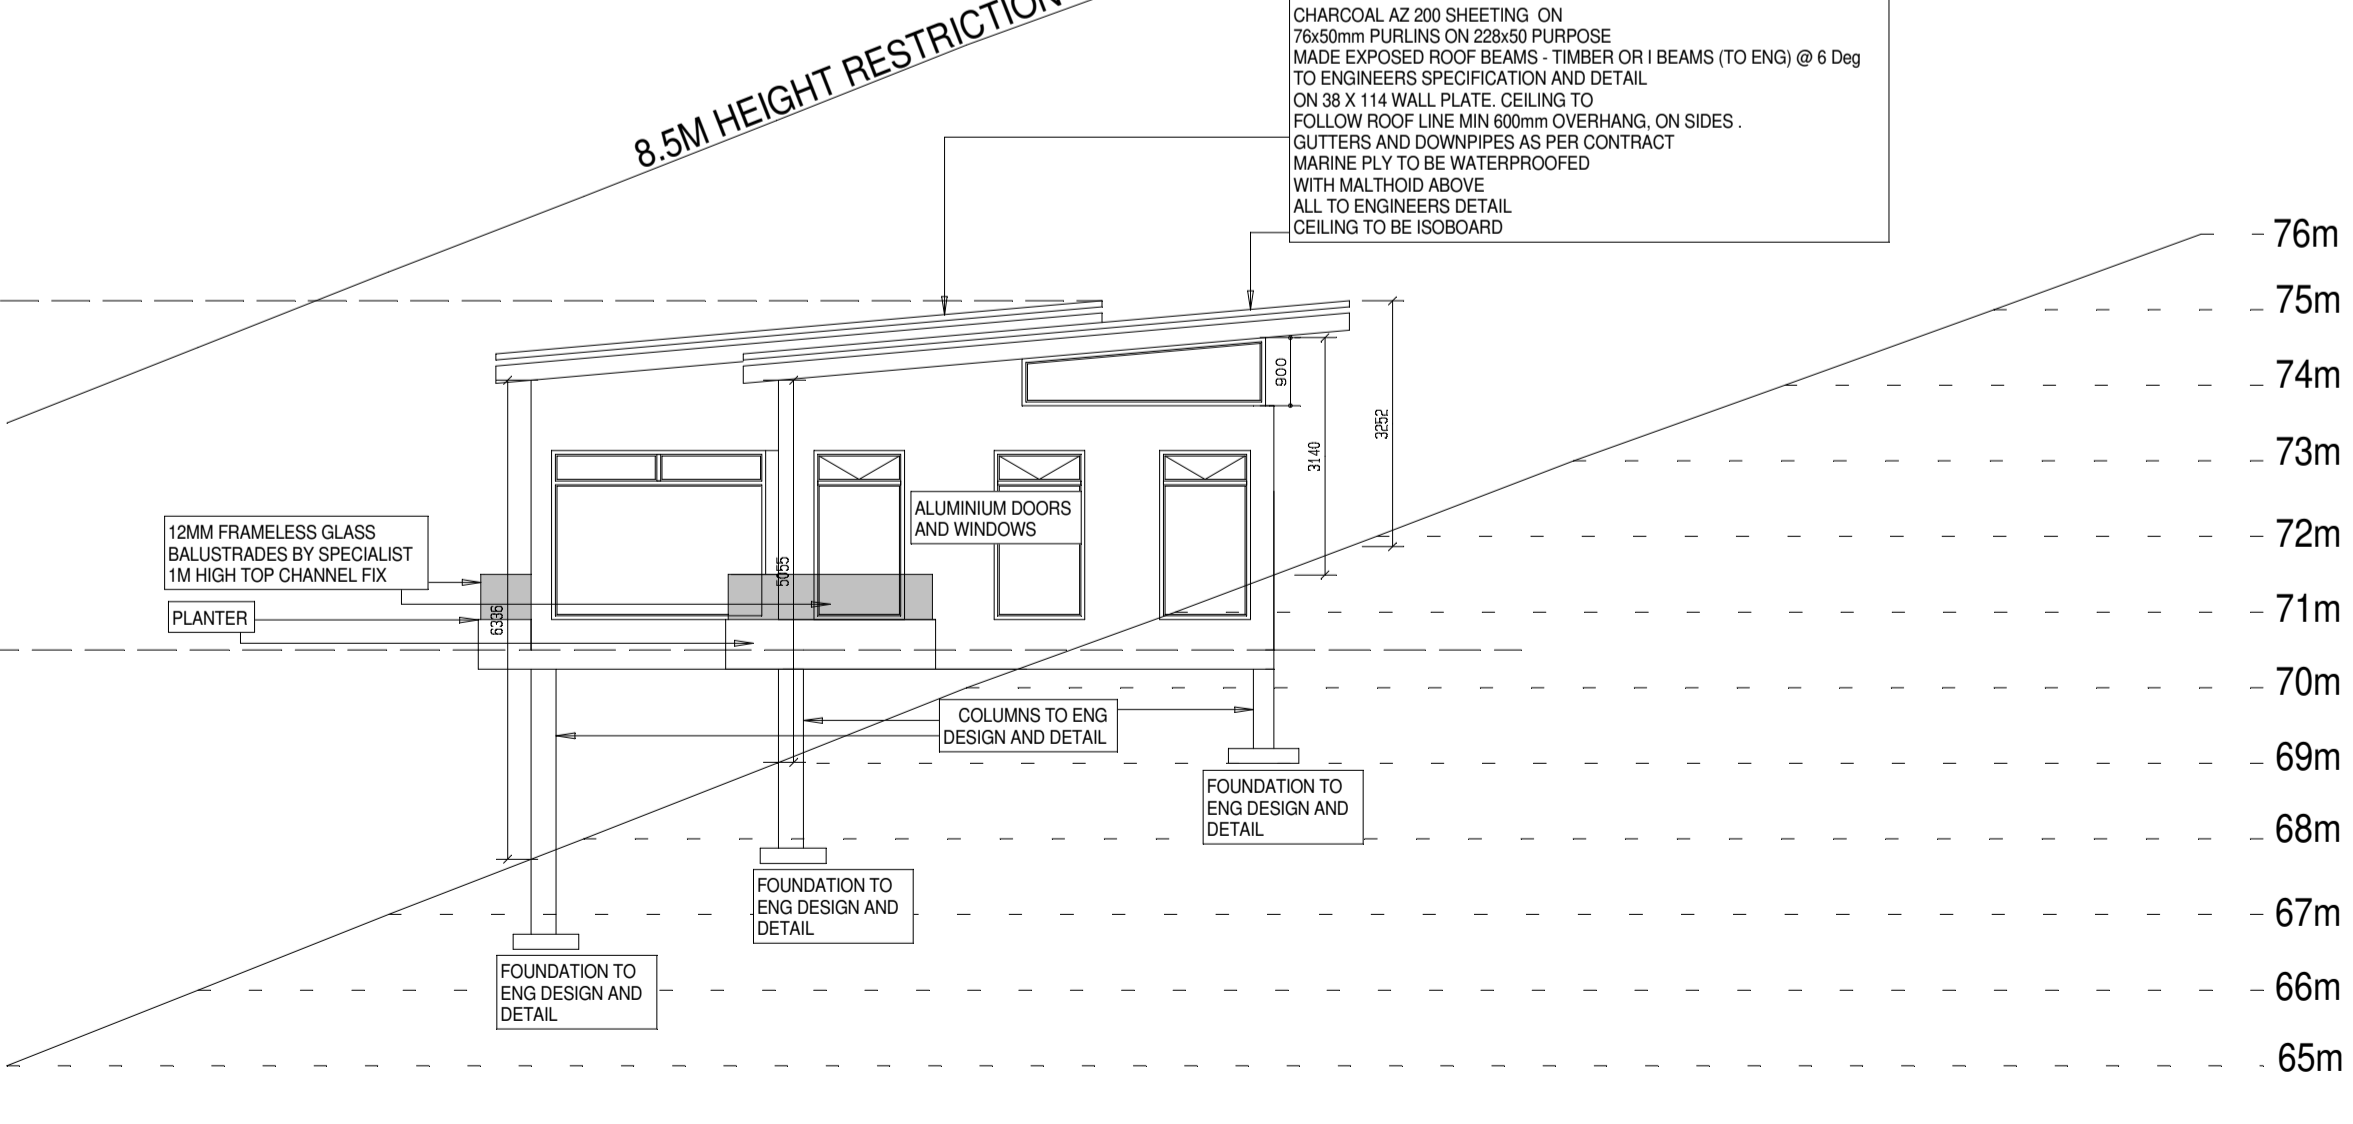 8.5M HEIGHT RESTRICTION
CHARCOAL AZ 200 SHEETING ON
76x50mm PURLINS ON 228x50 PURPOSE
MADE EXPOSED ROOF BEAMS - TIMBER OR I BEAMS (TO ENG) @ 6 Deg
TO ENGINEERS SPECIFICATION AND DETAIL
ON 38 X 114 WALL PLATE. CEILING TO
FOLLOW ROOF LINE MIN 600mm OVERHANG, ON SIDES .
GUTTERS AND DOWNPIPES AS PER CONTRACT
MARINE PLY TO BE WATERPROOFED
WITH MALTHOID ABOVE
ALL TO ENGINEERS DETAIL
CEILING TO BE ISOBOARD
76m
75m
74m
73m
72m
71m
70m
69m
68m
67m
66m
65m
900
3140
3252
ALUMINIUM DOORS
AND WINDOWS
12MM FRAMELESS GLASS
BALUSTRADES BY SPECIALIST
1M HIGH TOP CHANNEL FIX
PLANTER
6336
5055
COLUMNS TO ENG
DESIGN AND DETAIL
FOUNDATION TO
ENG DESIGN AND
DETAIL
FOUNDATION TO
ENG DESIGN AND
DETAIL
FOUNDATION TO
ENG DESIGN AND
DETAIL